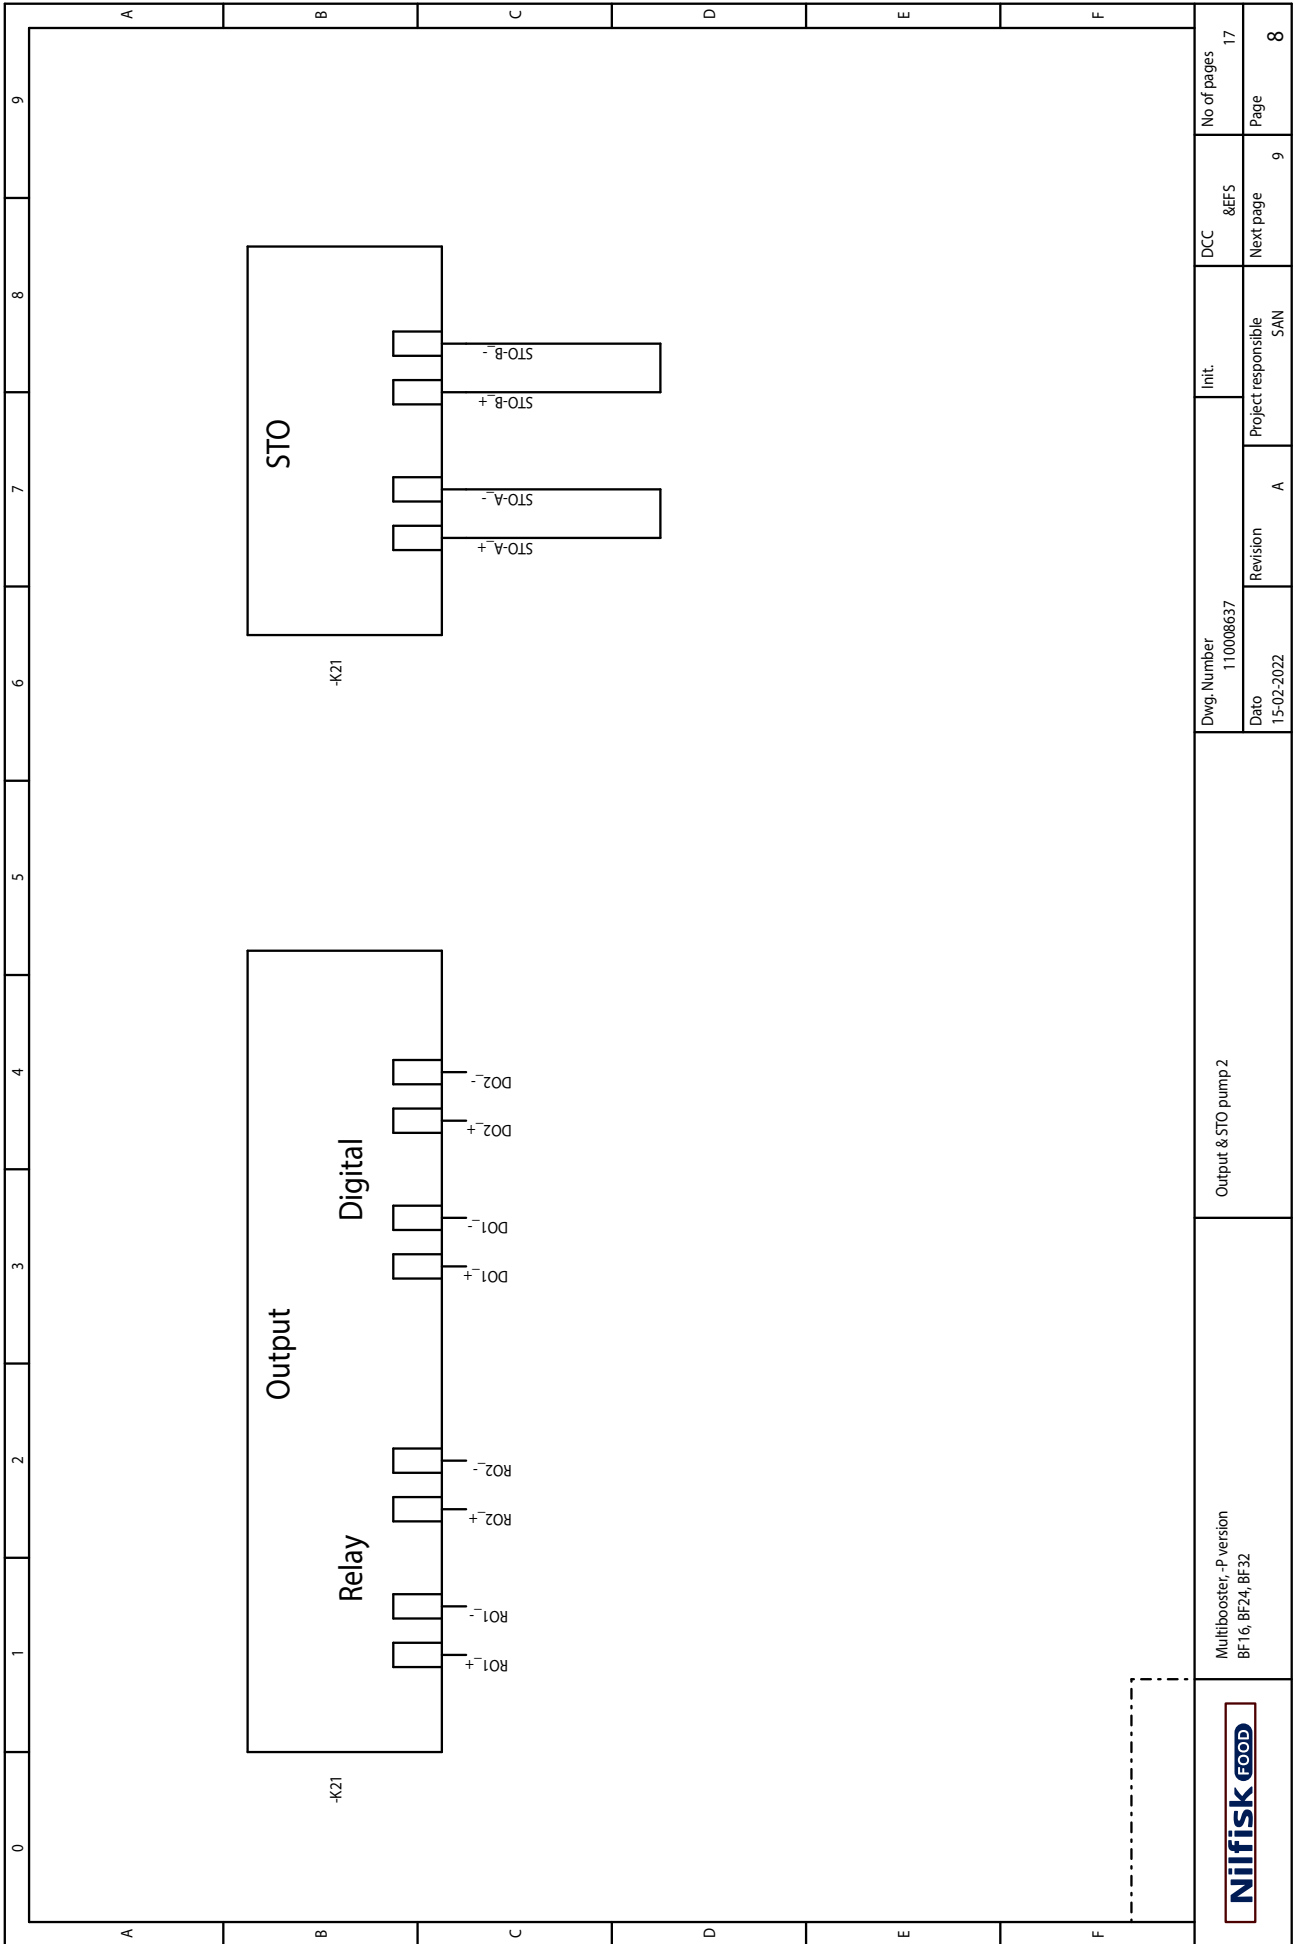 0
1
2
3
4
5
6
7
8
9
A
A
B
B
C
C
D
D
E
E
F
F
-K21
Output
Relay
Digital
RO1_+
RO1_-
RO2_+
RO2_-
DO1_+
DO1_-
DO2_+
DO2_-
-K21
STO
STO-A_+
STO-A_-
STO-B_+
STO-B_-
Nilfisk FOOD
Multibooster, -P version
BF16, BF24, BF32
Output & STO pump 2
Dwg. Number
110008637
Init.
DCC
&EFS
No of pages
17
Dato
15-02-2022
Revision
A
Project responsible
SAN
Next page
9
Page
8